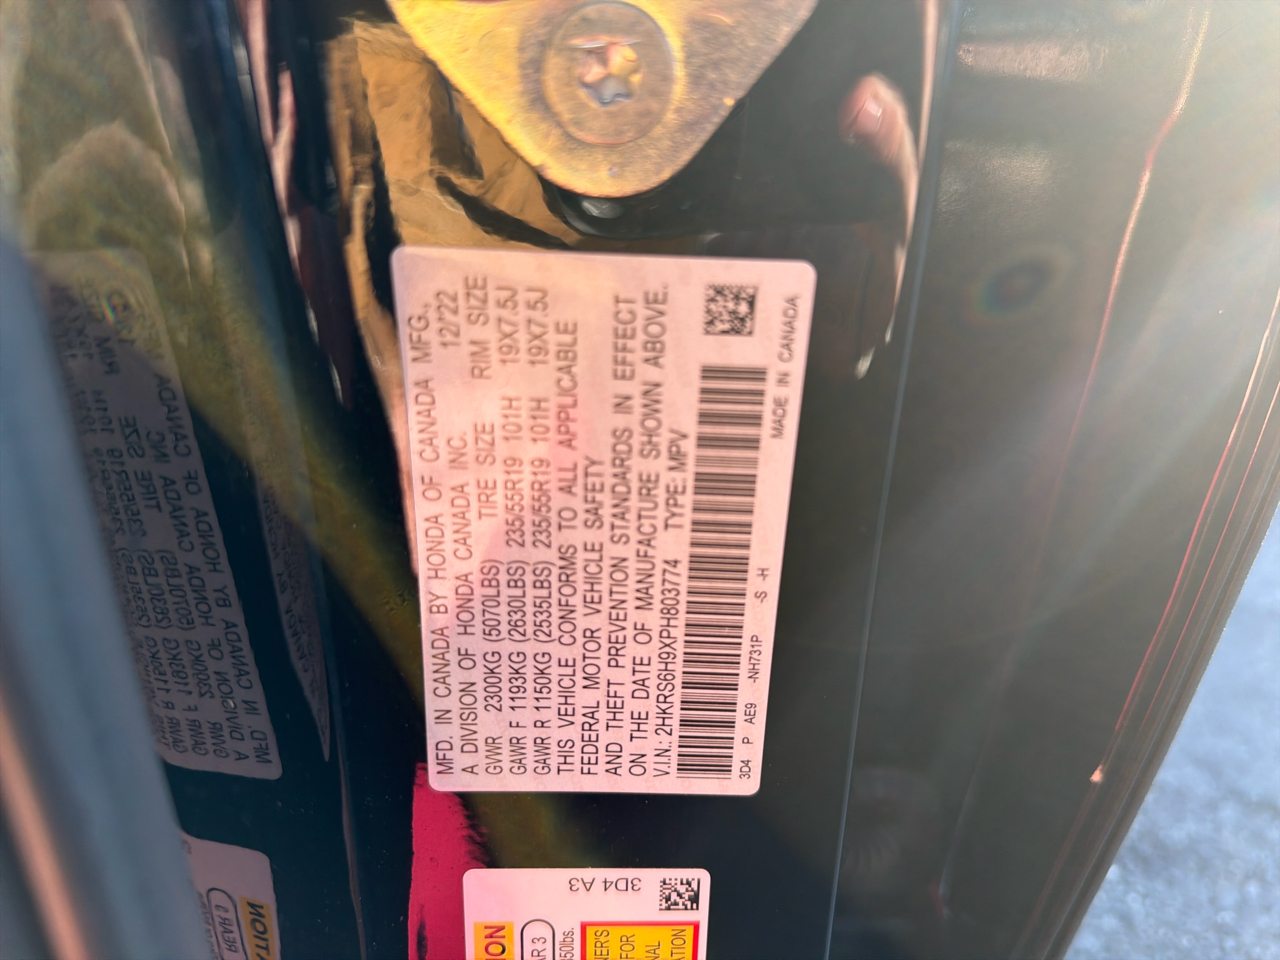 MFD. IN CANADA BY HONDA OF CANADA MFG.,
A DIVISION OF HONDA CANADA INC. 12/22
GVWR 2300KG (5070LBS) TIRE SIZE RIM SIZE
GAWR F 1193KG (2630LBS) 235/55R19 101H 19X7.5J
GAWR R 1150KG (2535LBS) 235/55R19 101H 19X7.5J
THIS VEHICLE CONFORMS TO ALL APPLICABLE
FEDERAL MOTOR VEHICLE SAFETY
AND THEFT PREVENTION STANDARDS IN EFFECT
ON THE DATE OF MANUFACTURE SHOWN ABOVE.
V.I.N.: 2HKRS6H9XPH803774 TYPE: MPV
3D4 P AE9 -NH731P -S -H
MADE IN CANADA
3D4 A3